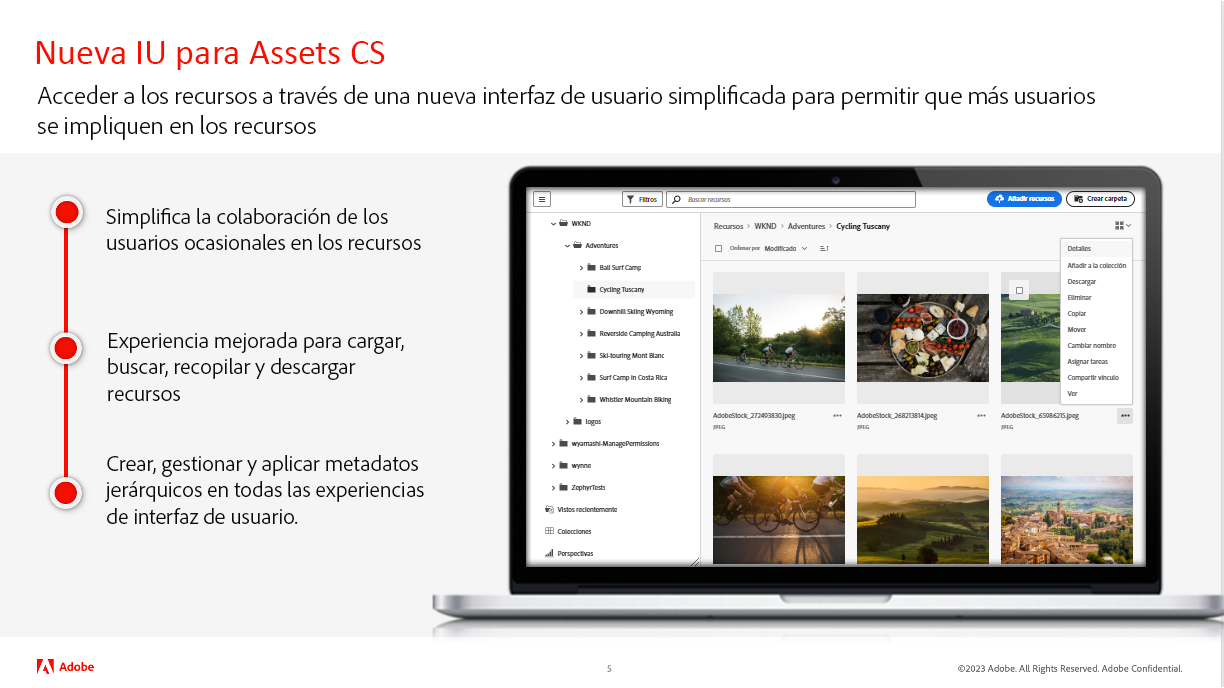 Nueva IU para Assets CS
Acceder a los recursos a través de una nueva interfaz de usuario simplificada para permitir que más usuarios
se impliquen en los recursos
Simplifica la colaboración de los
usuarios ocasionales en los recursos
Experiencia mejorada para cargar,
buscar, recopilar y descargar
recursos
Crear, gestionar y aplicar metadatos
jerárquicos en todas las experiencias
de interfaz de usuario.
Filtros
Buscar recursos
Añadir recursos
Crear carpeta
WKND
Adventures
Bali Surf Camp
Cycling Tuscany
Downhill Skiing Wyoming
Reverside Camping Australia
Ski-touring Mont Blanc
Surf Camp in Costa Rica
Whistler Mountain Biking
logos
wyamashi-ManagePermissions
wynne
ZephyrTests
Vistos recientemente
Colecciones
Perspectivas
Recursos > WKND > Adventures > Cycling Tuscany
Ordenar por Modificado
Detalles
Añadir a la colección
Descargar
Eliminar
Copiar
Mover
Cambiar nombre
Asignar tareas
Compartir vínculo
Ver
AdobeStock_272493830.jpeg
JPEG
AdobeStock_268213814.jpeg
JPEG
AdobeStock_65986215.jpeg
JPEG
Adobe
5
©2023 Adobe. All Rights Reserved. Adobe Confidential.